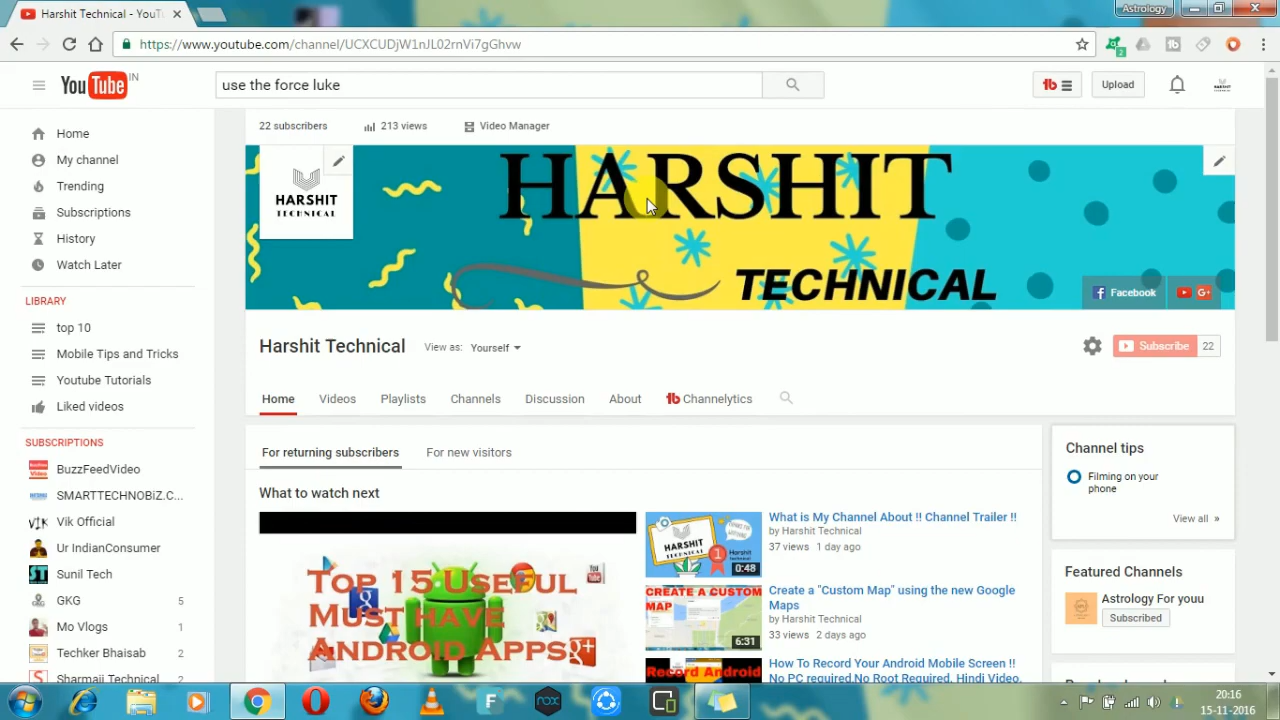 Harshit Technical - YouTu
Astrology
https://www.youtube.com/channel/UCXCUDjW1nJL02rnVi7gGhvw
2
YouTube IN
use the force luke
Upload
22 subscribers
213 views
Video Manager
Home
My channel
Trending
Subscriptions
History
Watch Later
LIBRARY
top 10
Mobile Tips and Tricks
Youtube Tutorials
Liked videos
SUBSCRIPTIONS
BuzzFeedVideo
SMARTTECHNOBiZ.C...
Vik Official
Ur IndianConsumer
Sunil Tech
GKG 5
Mo Vlogs 1
Techker Bhaisab 2
Sharmaji Technical
HARSHIT
TECHNICAL
HARSHIT
TECHNICAL
Facebook
Harshit Technical
View as: Yourself
Subscribe 22
Home Videos Playlists Channels Discussion About Channelytics
For returning subscribers
For new visitors
What to watch next
Top 15 Useful
Must have
Android Apps
What is My Channel About !! Channel Trailer !!
by Harshit Technical
37 views 1 day ago
HARSHIT
0:48
Create a "Custom Map" using the new Google
Maps
by Harshit Technical
33 views 2 days ago
CREATE A CUSTOM
MAP
6:31
How To Record Your Android Mobile Screen !!
No PC required,No Root Required. Hindi Video.
Record Android
Channel tips
Filming on your
phone
View all »
Featured Channels
Astrology For youu
Subscribed
20:16
15-11-2016